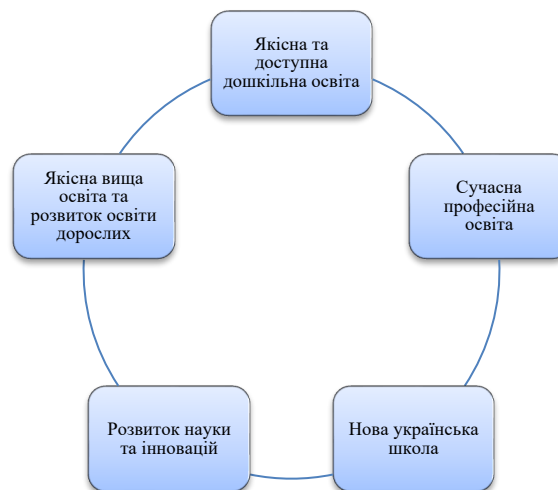 Якісна та
доступна
дошкільна освіта
Якісна вища
освіта та
розвиток освіти
дорослих
Сучасна
професійна
освіта
Розвиток науки
та інновацій
Нова українська
школа